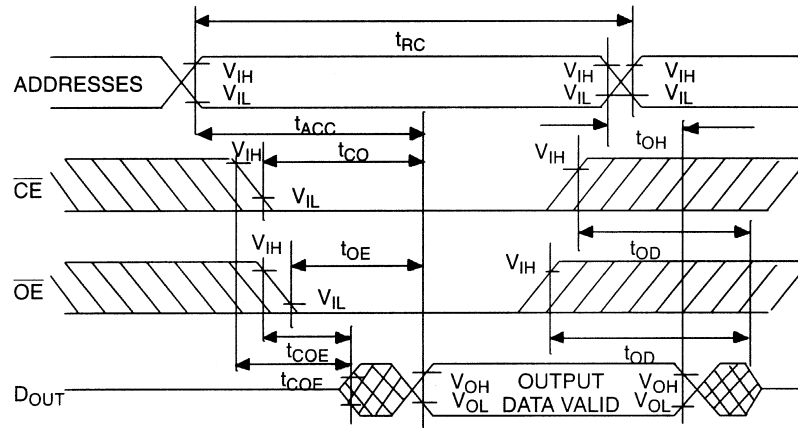 tRC
ADDRESSES
VIH VIH VIH
VIL VIL VIL
tACC
tOH
VIH tCO VIH
CE
VIL
tOD
VIH tOE VIH
OE
VIL
tCOE tOD
tCOE
DOUT
VOH OUTPUT VOH
VOL DATA VALID VOL